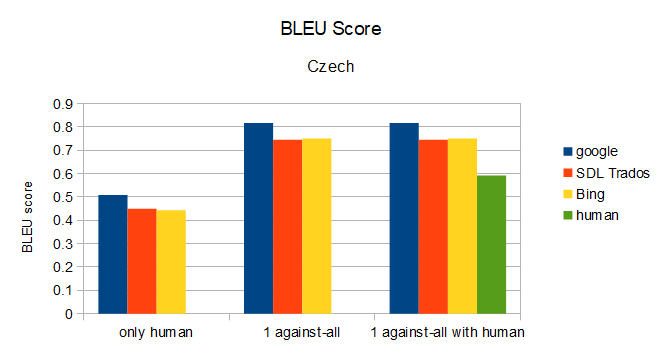 BLEU Score
Czech
BLEU score
0.9
0.8
0.7
0.6
0.5
0.4
0.3
0.2
0.1
0
only human
1 against-all
1 against-all with human
google
SDL Trados
Bing
human